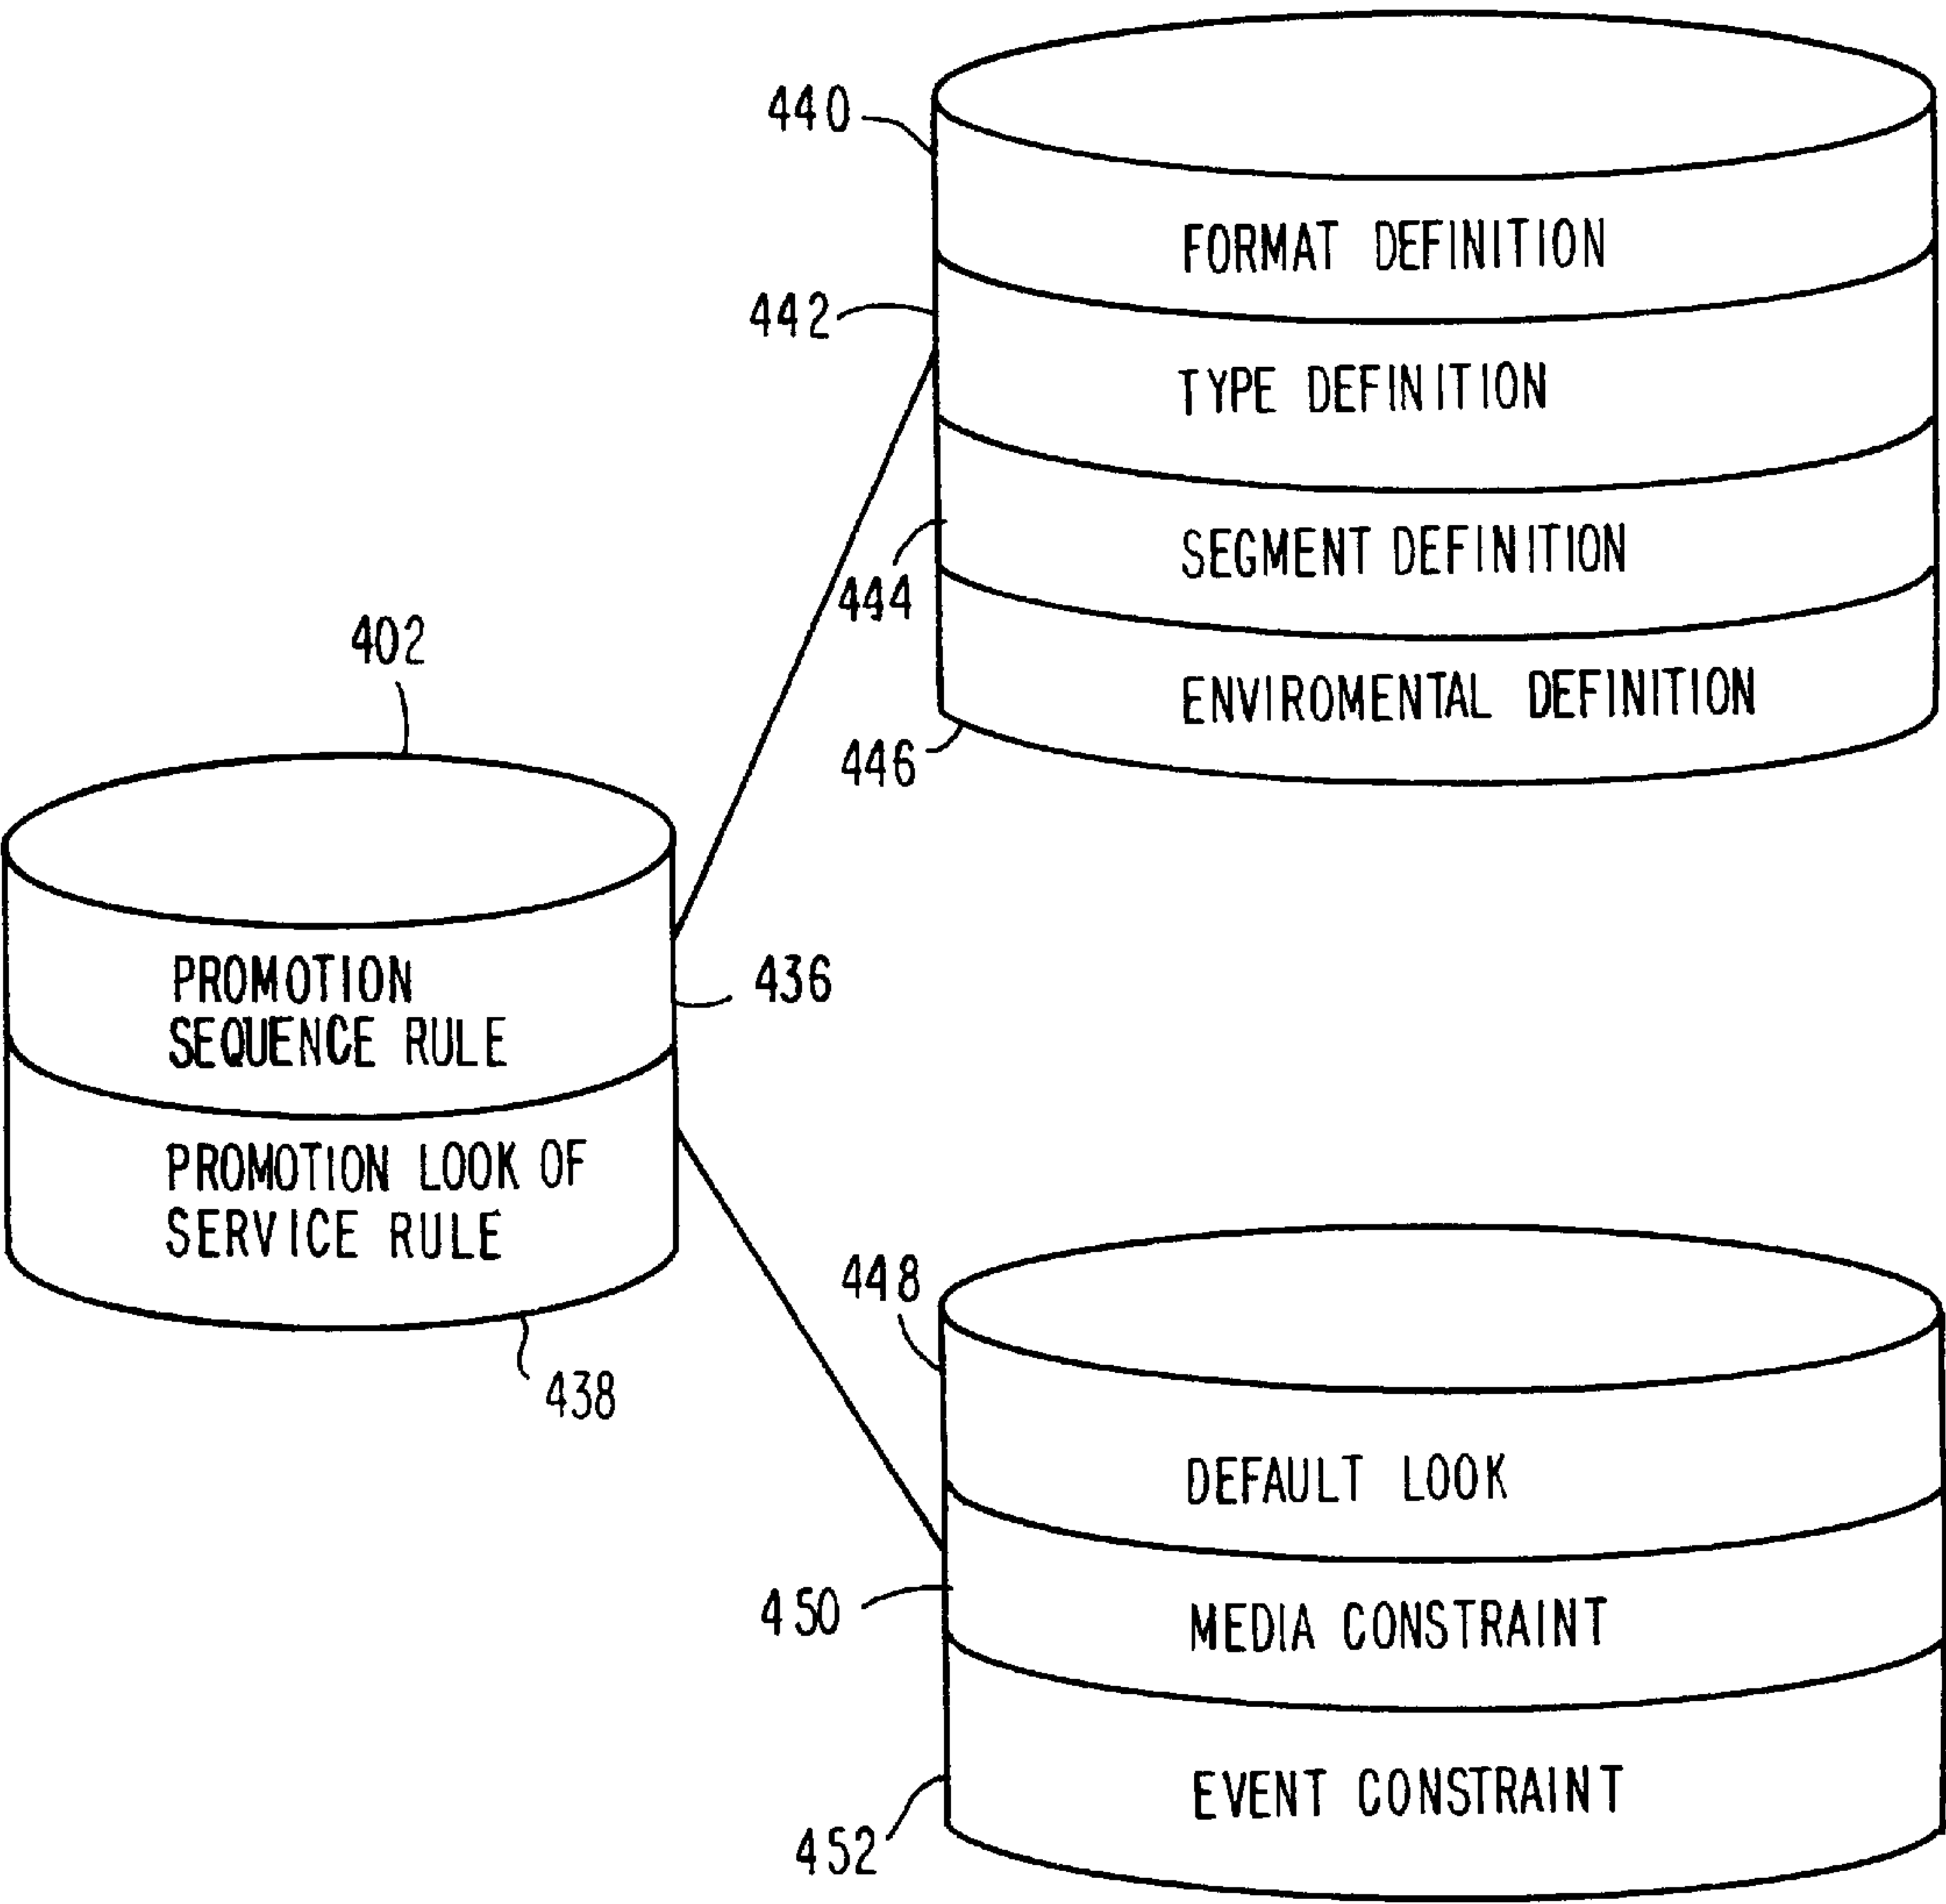 440
FORMAT DEFINITION
442
TYPE DEFINITION
444
SEGMENT DEFINITION
446
ENVIROMENTAL DEFINITION
402
PROMOTION
SEQUENCE RULE
436
PROMOTION LOOK OF
SERVICE RULE
438
448
DEFAULT LOOK
450
MEDIA CONSTRAINT
452
EVENT CONSTRAINT